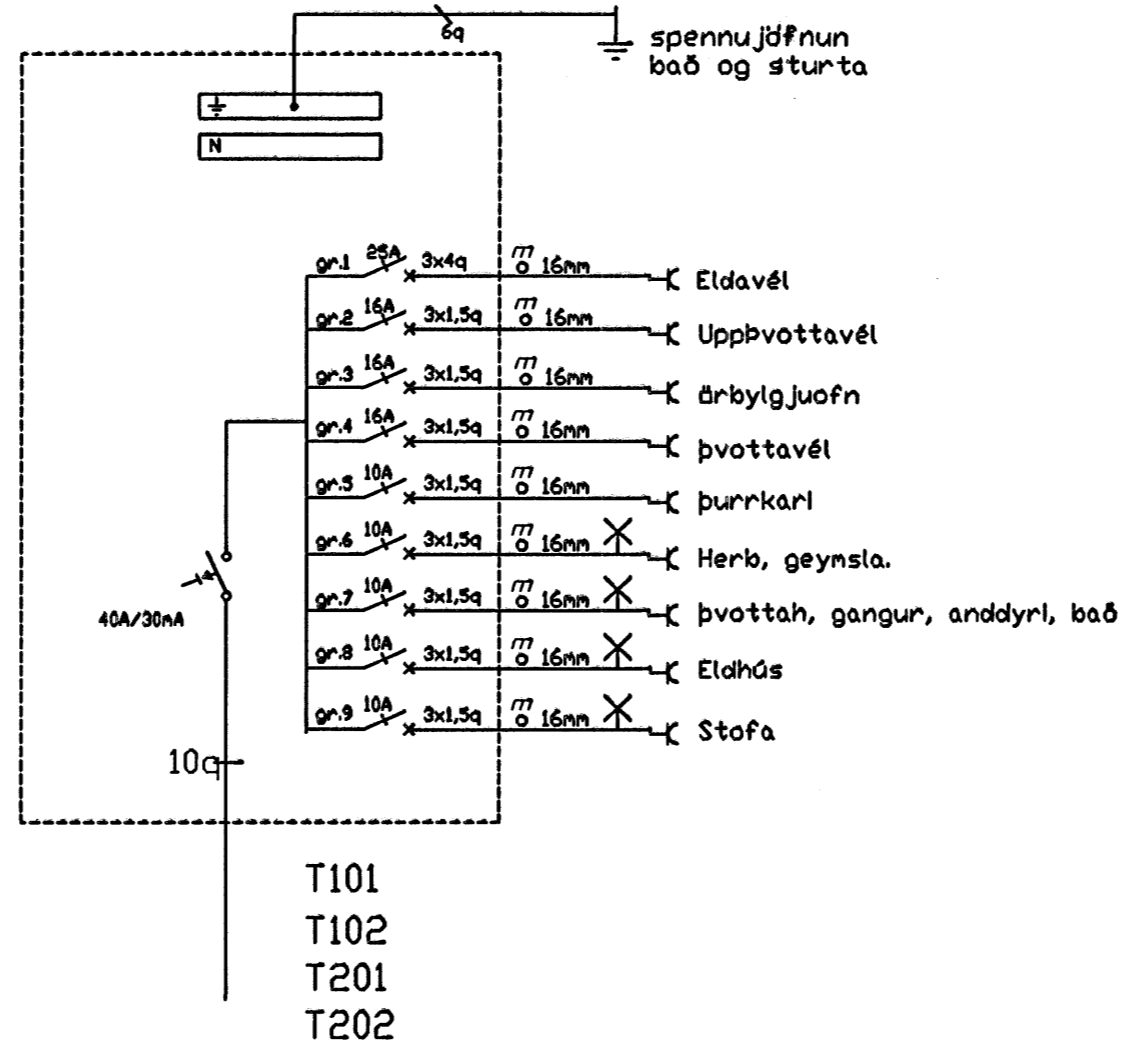 6q
spennujöfnun
bað og sturta
N
gr.1 25A 3x4q 16mm Eldavél
gr.2 16A 3x1,5q 16mm Uppþvottavél
gr.3 16A 3x1,5q 16mm örbylgjuofn
gr.4 16A 3x1,5q 16mm þvottavél
gr.5 10A 3x1,5q 16mm þurrkari
gr.6 10A 3x1,5q 16mm Herb, geymsla.
gr.7 10A 3x1,5q 16mm þvottah, gangur, anddyri, bað
gr.8 10A 3x1,5q 16mm Eldhús
gr.9 10A 3x1,5q 16mm Stofa
40A/30mA
10q
T101
T102
T201
T202